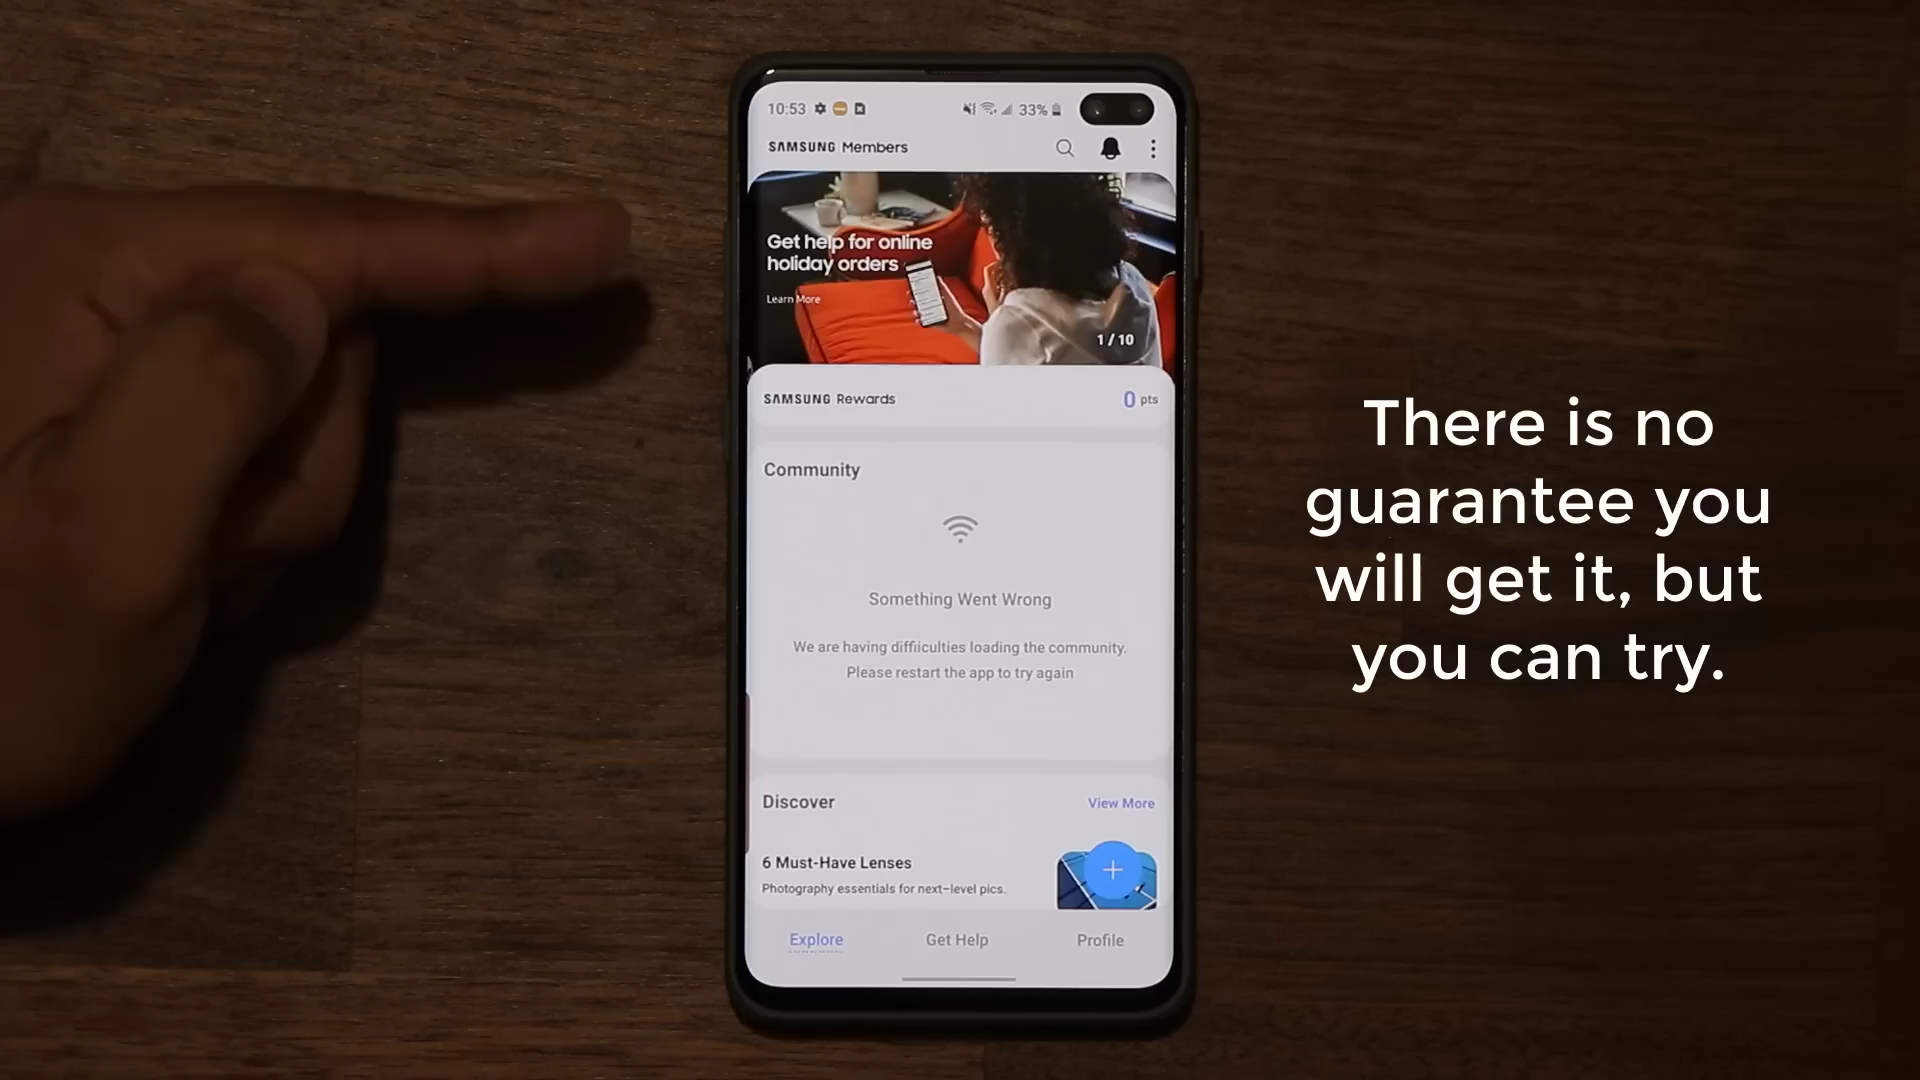 10:53 33%
SAMSUNG Members
Get help for online
holiday orders
Learn More
1 / 10
SAMSUNG Rewards 0 pts
Community
Something Went Wrong
We are having diffiiculties loading the community.
Please restart the app to try again
Discover View More
6 Must-Have Lenses
Photography essentials for next-level pics.
Explore Get Help Profile
There is no
guarantee you
will get it, but
you can try.